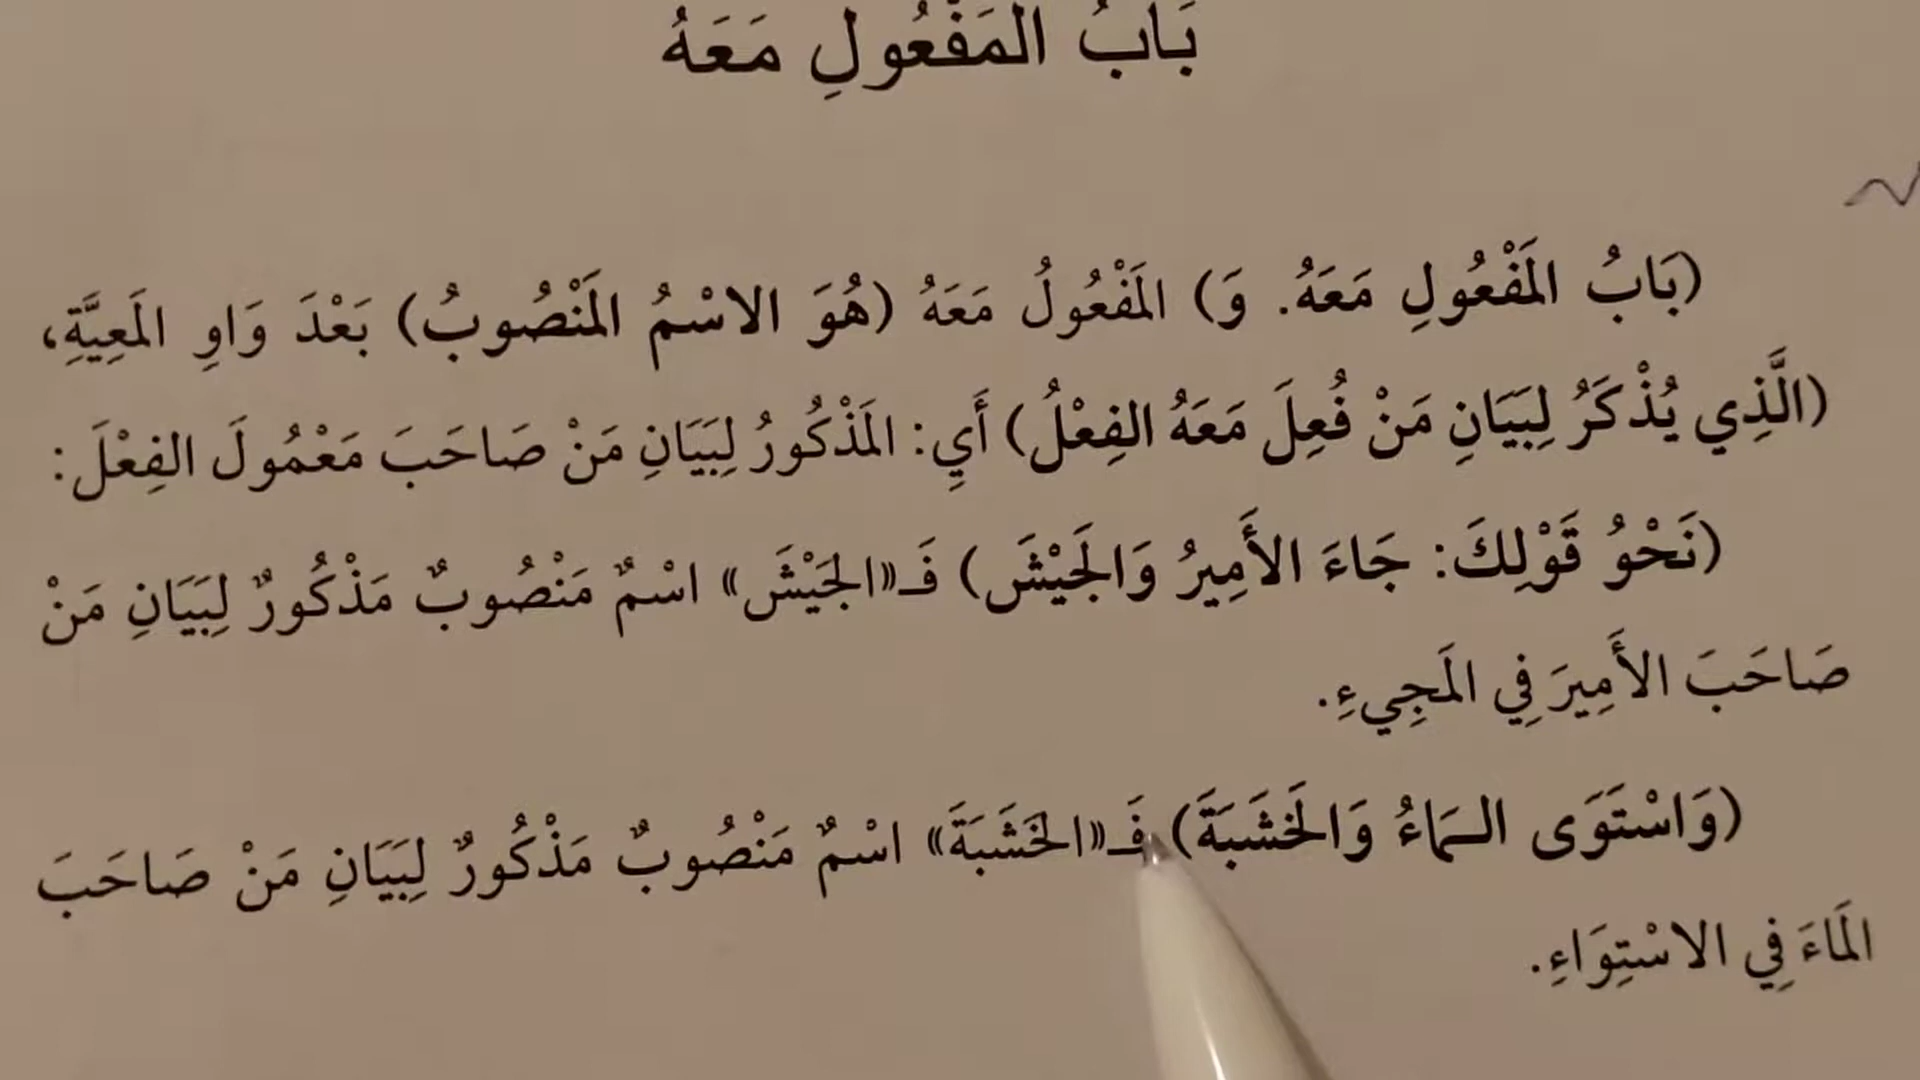 بَابُ المَفْعُولِ مَعَهُ
(بَابُ المَفْعُولِ مَعَهُ. وَ) المَفْعُولُ مَعَهُ (هُوَ الاسْمُ المَنْصُوبُ) بَعْدَ وَاوِ المَعِيَّةِ،
(الَّذِي يُذْكَرُ لِبَيَانِ مَنْ فُعِلَ مَعَهُ الفِعْلُ) أَيِ: المَذْكُورُ لِبَيَانِ مَنْ صَاحَبَ مَعْمُولَ الفِعْلَ:
(نَحْوُ قَوْلِكَ: جَاءَ الأَمِيرُ وَالجَيْشَ) فَـ«الجَيْشَ» اسْمٌ مَنْصُوبٌ مَذْكُورٌ لِبَيَانِ مَنْ
صَاحَبَ الأَمِيرَ فِي المَجِيءِ.
(وَاسْتَوَى المَاءُ وَالخَشَبَةَ) فَـ«الخَشَبَةَ» اسْمٌ مَنْصُوبٌ مَذْكُورٌ لِبَيَانِ مَنْ صَاحَبَ
المَاءَ فِي الاسْتِوَاءِ.